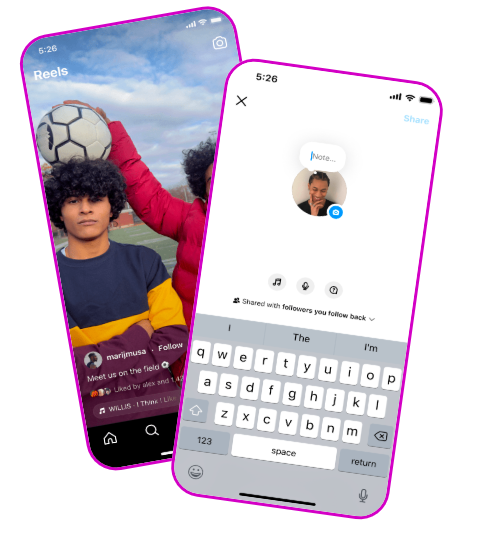 5:26
Reels
marijmusa
Follow
Meet us on the field
Liked by alex and 1,42
WILLIS · I Think I Like
5:26
Share
Note...
Shared with followers you follow back
I The I'm
q w e r t y u i o p
a s d f g h j k l
z x c v b n m
123 space return